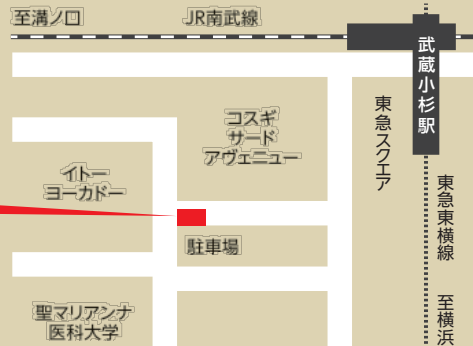 至溝ノ口
JR南武線
武蔵小杉駅
コスギ
サード
アヴェニュー
東急スクエア
イトー
ヨーカドー
東急東横線
至横浜
駐車場
聖マリアンナ
医科大学